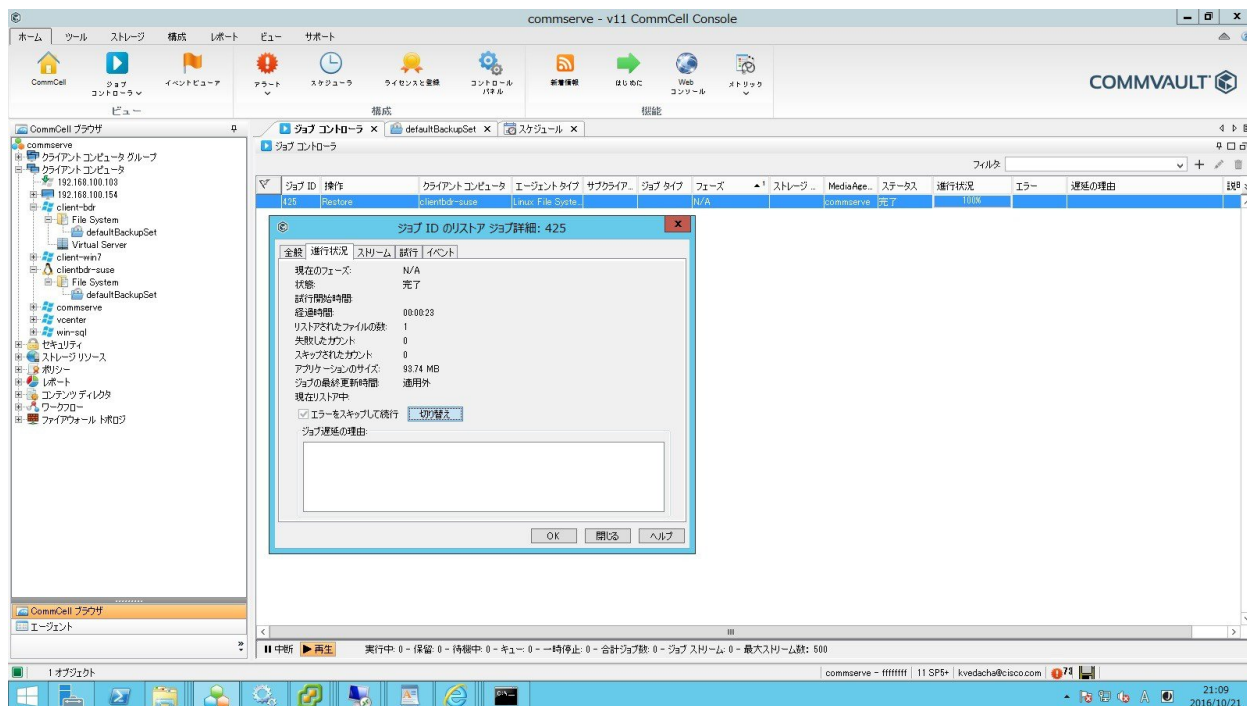 commserve - v11 CommCell Console
ホーム ツール ストレージ 構成 レポート ビュー サポート
CommCell
ジョブ コントローラ
イベントビューア
アラート
スケジューラ
ライセンスと登録
コントロール パネル
新着情報
はじめに
Web コンソール
メトリック
COMMVAULT
ビュー 構成 機能
CommCell ブラウザ
commserve
クライアント コンピュータ グループ
クライアント コンピュータ
192.168.100.103
192.168.100.154
client-bdr
File System
defaultBackupSet
Virtual Server
client-win7
clientbdr-suse
File System
defaultBackupSet
commserve
vcenter
win-sql
セキュリティ
ストレージ リソース
ポリシー
レポート
コンテンツ ディレクタ
ワークフロー
ファイアウォール トポロジ
CommCell ブラウザ
エージェント
1 オブジェクト
ジョブ コントローラ defaultBackupSet スケジュール
ジョブ コントローラ
フィルタ:
ジョブ ID 操作 クライアント コンピュータ エージェント タイプ サブクライア... ジョブ タイプ フェーズ 1 ストレージ ... MediaAge... ステータス 進行状況 エラー 遅延の理由 説明
425 Restore clientbdr-suse Linux File Syste... N/A commserve 完了 100%
ジョブ ID のリストア ジョブ詳細: 425
全般 進行状況 ストリーム 試行 イベント
現在のフェーズ: N/A
状態: 完了
試行開始時間:
経過時間: 00:00:23
リストアされたファイルの数: 1
失敗したカウント 0
スキップされたカウント 0
アプリケーションのサイズ: 93.74 MB
ジョブの最終更新時間: 適用外
現在リストア中:
エラーをスキップして続行 切り替え
ジョブ遅延の理由:
OK 閉じる ヘルプ
中断 再生 実行中: 0 - 保留: 0 - 待機中: 0 - キュー: 0 - 一時停止: 0 - 合計ジョブ数: 0 - ジョブ ストリーム: 0 - 最大ストリーム数: 500
commserve - ffffffff 11 SP5+ kvedacha@cisco.com
A
21:09
2016/10/21